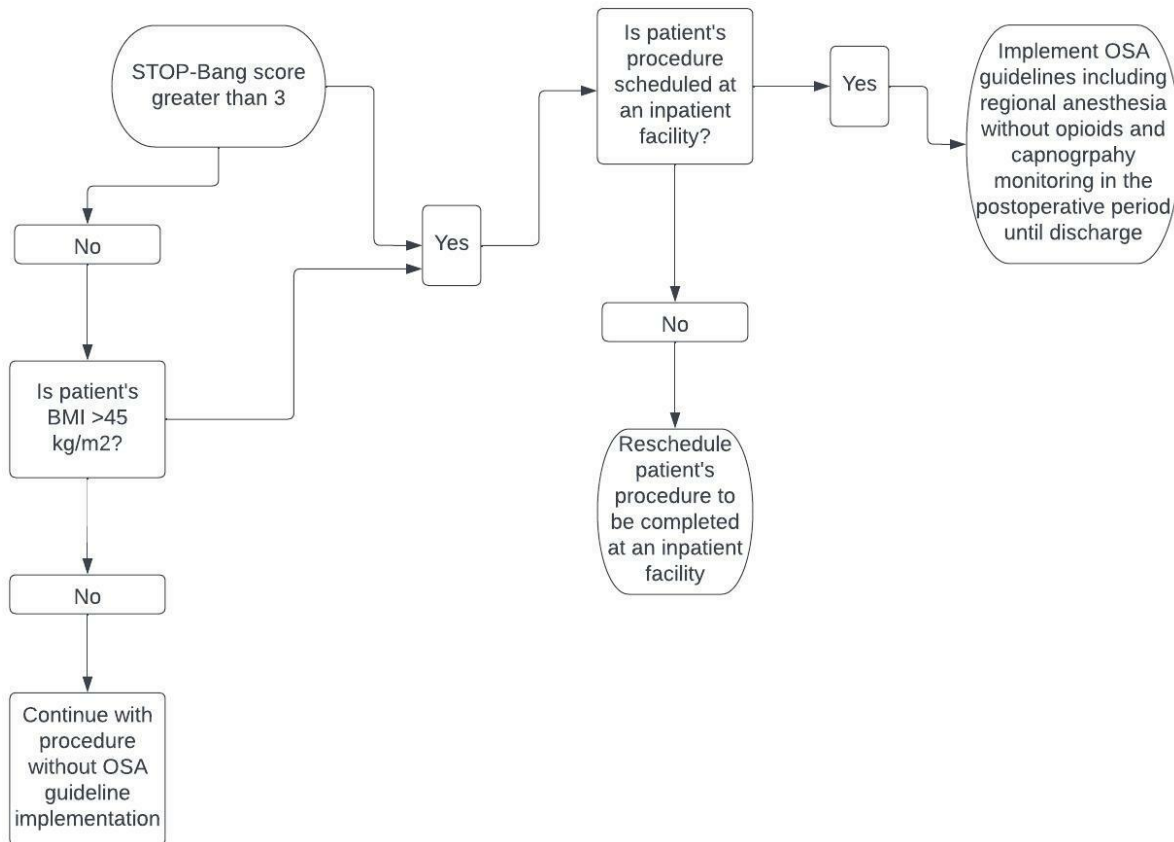 STOP-Bang score
greater than 3
No
Is patient's
BMI >45
kg/m2?
No
Continue with
procedure
without OSA
guideline
implementation
Yes
Is patient's
procedure
scheduled at
an inpatient
facility?
No
Reschedule
patient's
procedure to
be completed
at an inpatient
facility
Yes
Implement OSA
guidelines including
regional anesthesia
without opioids and
capnogrpahy
monitoring in the
postoperative period
until discharge